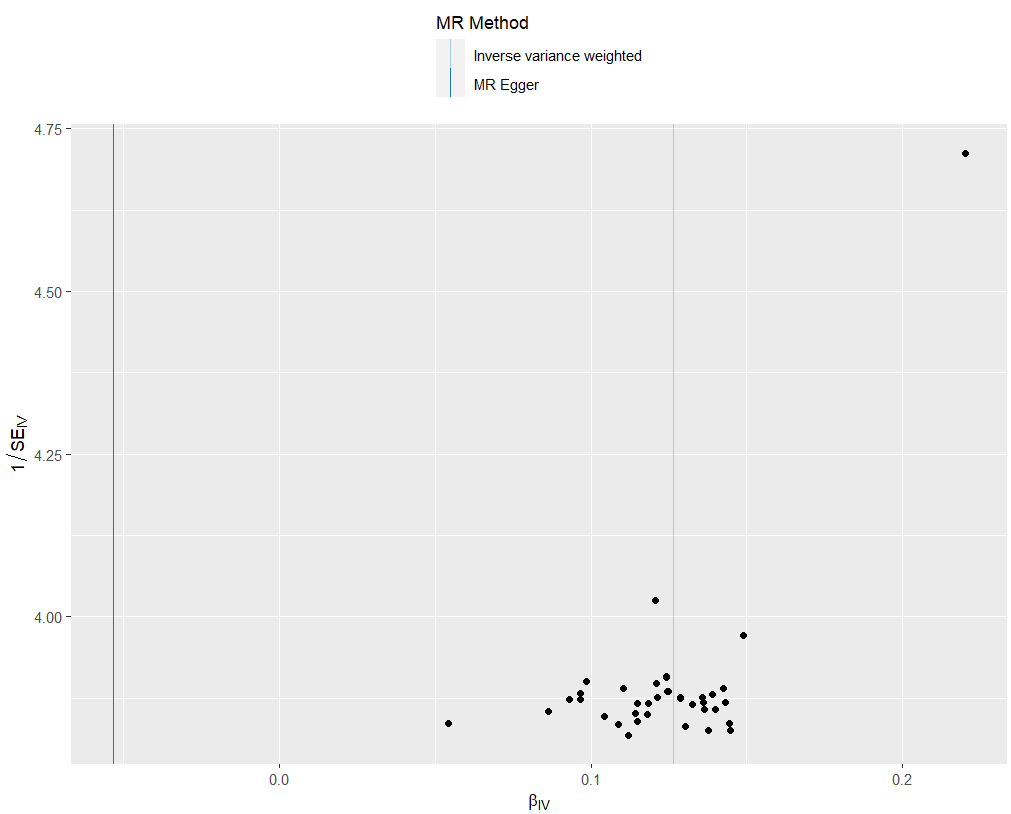 MR Method
Inverse variance weighted
MR Egger
4.75
4.50
4.25
4.00
1 / SE_IV
0.0
0.1
0.2
β_IV